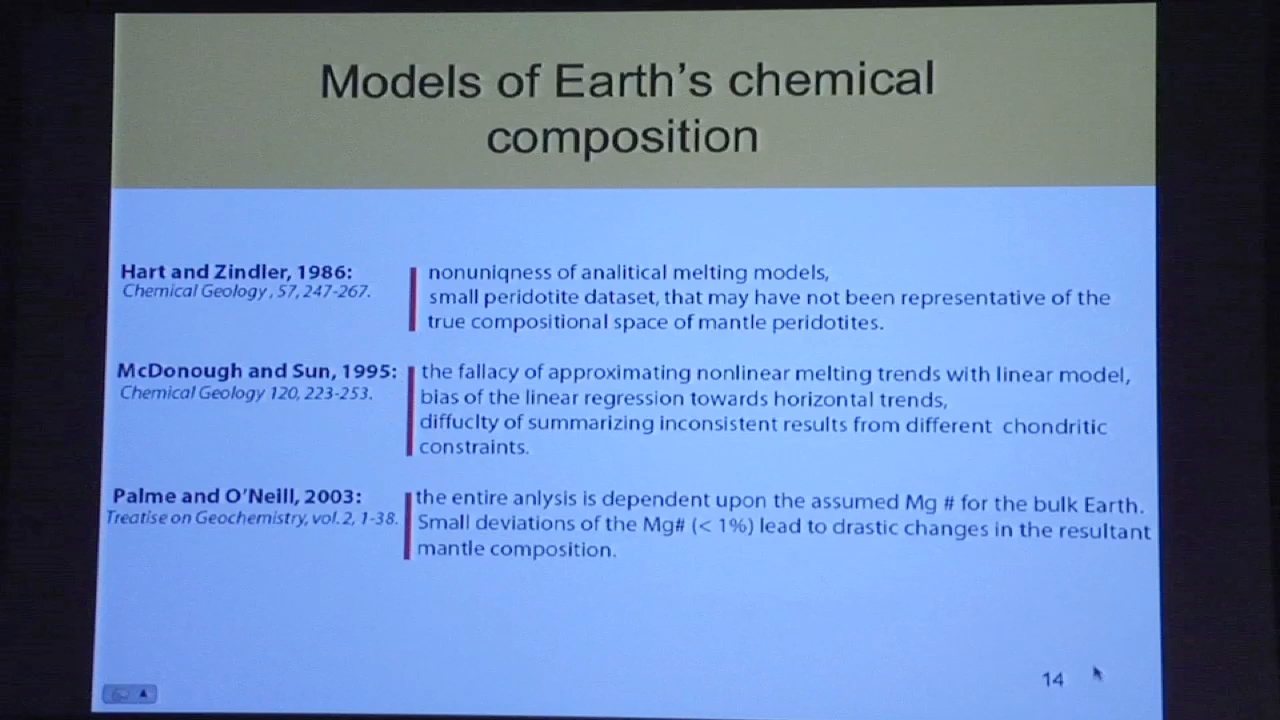 Models of Earth's chemical
composition
Hart and Zindler, 1986:
Chemical Geology , 57, 247-267.
nonuniqness of analitical melting models,
small peridotite dataset, that may have not been representative of the
true compositional space of mantle peridotites.
McDonough and Sun, 1995:
Chemical Geology 120, 223-253.
the fallacy of approximating nonlinear melting trends with linear model,
bias of the linear regression towards horizontal trends,
diffuclty of summarizing inconsistent results from different chondritic
constraints.
Palme and O'Neill, 2003:
Treatise on Geochemistry, vol. 2, 1-38.
the entire anlysis is dependent upon the assumed Mg # for the bulk Earth.
Small deviations of the Mg# (< 1%) lead to drastic changes in the resultant
mantle composition.
14